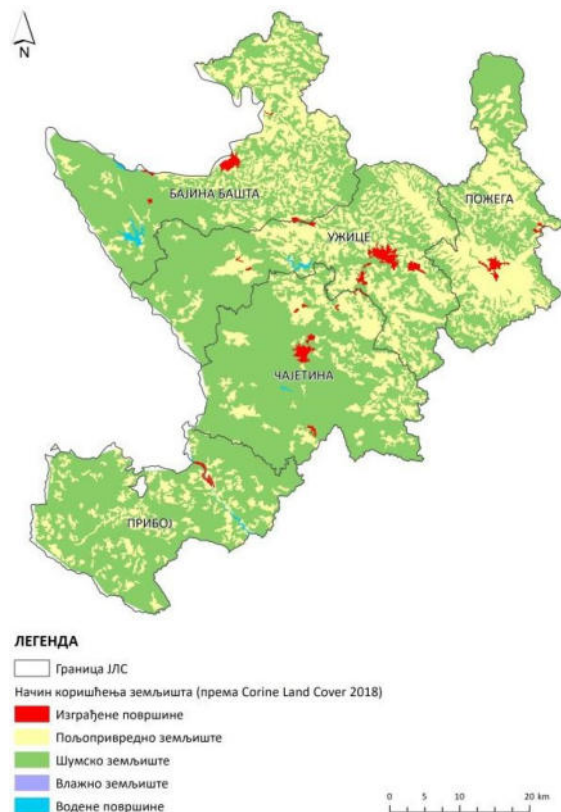 N
БАЈИНА БАШТА
ПОЖЕГА
УЖИЦЕ
ЧАЈЕТИНА
ПРИБОЈ
ЛЕГЕНДА
Граница ЈЛС
Начин коришћења земљишта (према Corine Land Cover 2018)
Изграђене површине
Пољопривредно земљиште
Шумско земљиште
Влажно земљиште
Водене површине
0 5 10 20 km